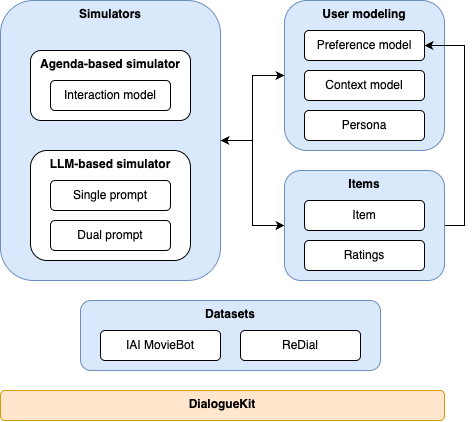 Simulators
Agenda-based simulator
Interaction model
LLM-based simulator
Single prompt
Dual prompt
User modeling
Preference model
Context model
Persona
Items
Item
Ratings
Datasets
IAI MovieBot
ReDial
DialogueKit